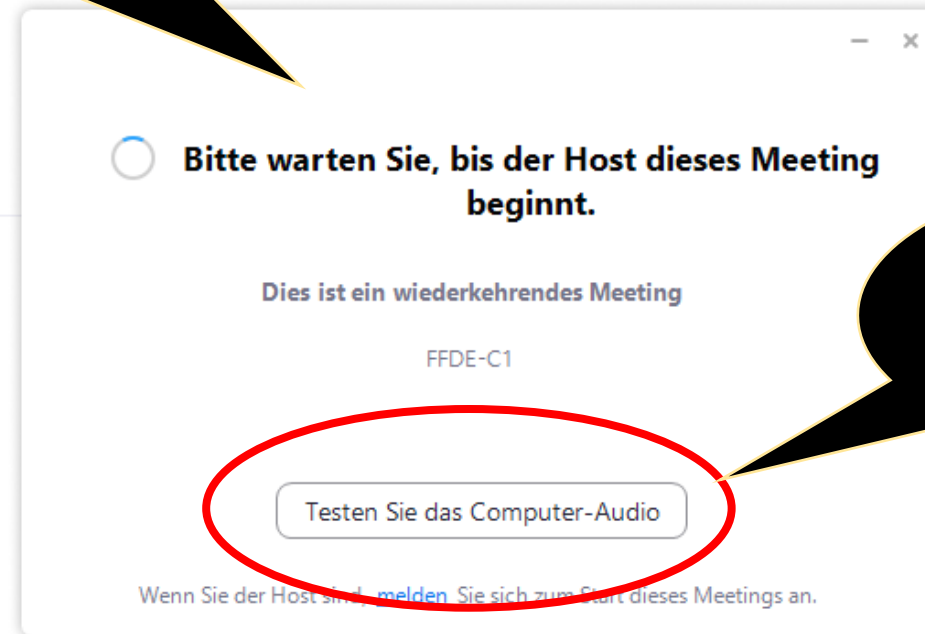 Bitte warten Sie, bis der Host dieses Meeting
beginnt.
Dies ist ein wiederkehrendes Meeting
FFDE-C1
Testen Sie das Computer-Audio
Wenn Sie der Host sind, melden Sie sich zum Start dieses Meetings an.